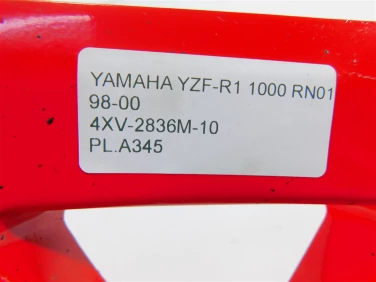 YAMAHA YZF-R1 1000 RN01
98-00
4XV-2836M-10
PL.A345